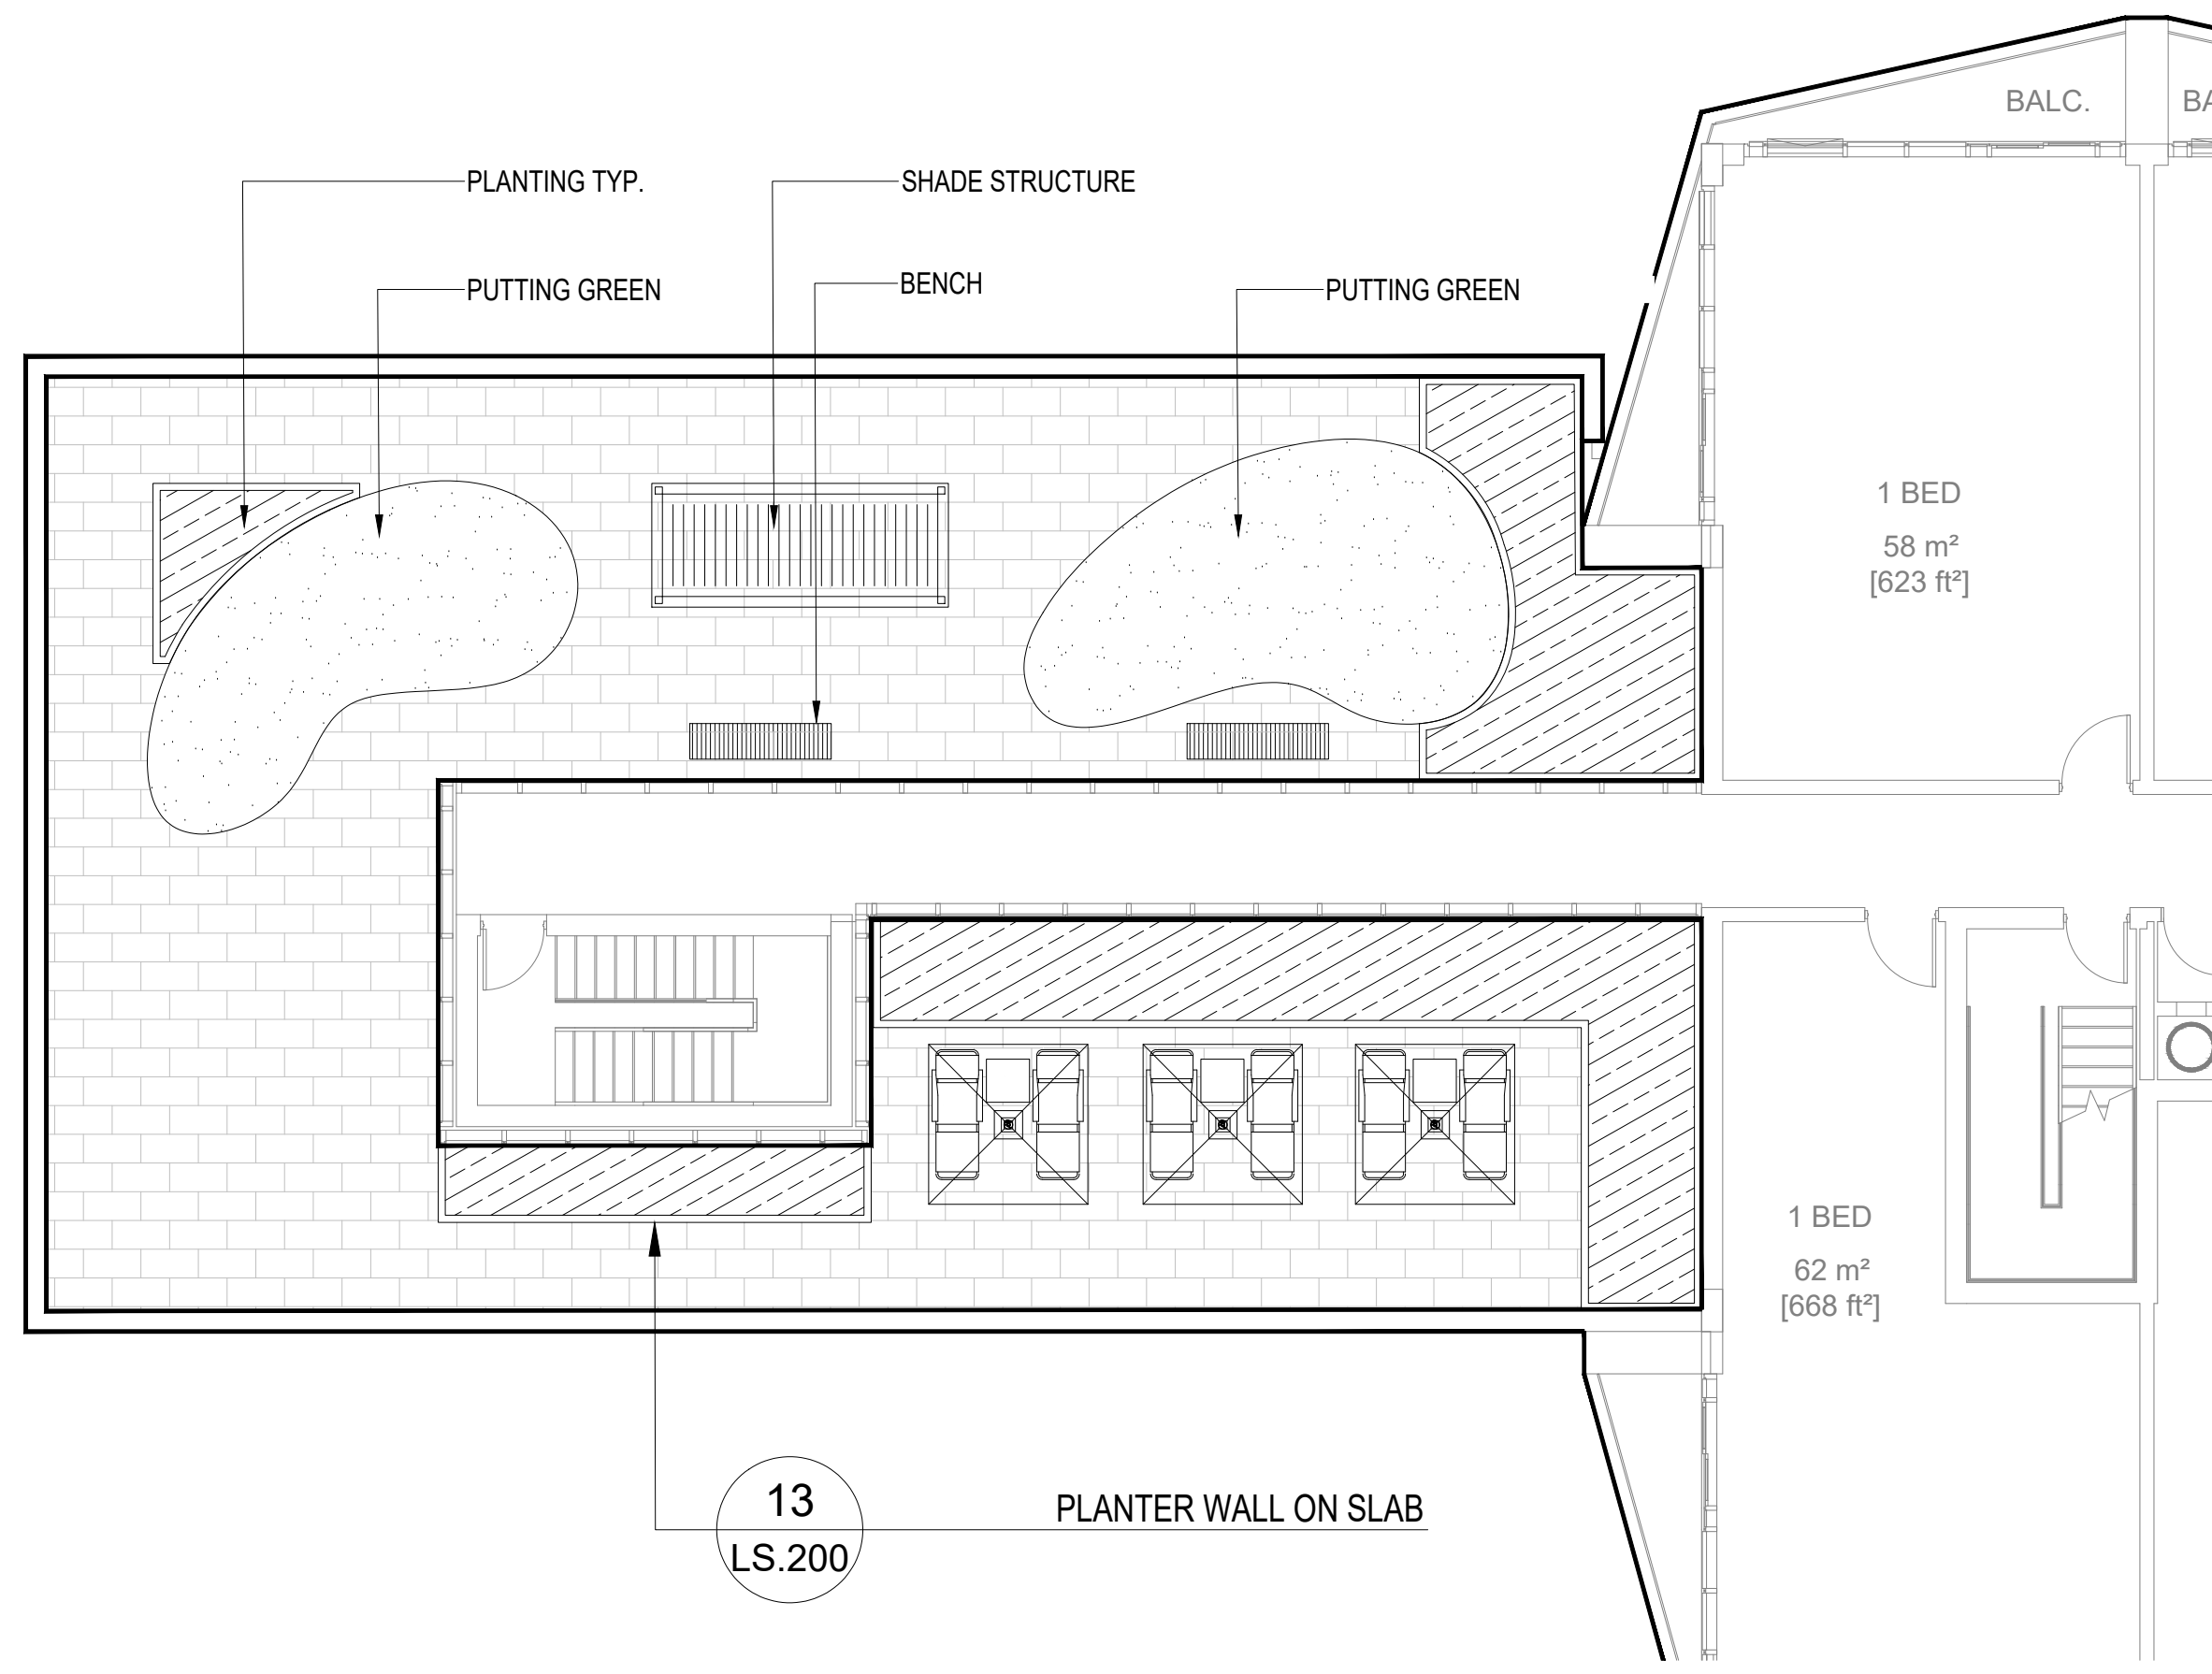 BALC.
PLANTING TYP.
SHADE STRUCTURE
PUTTING GREEN
BENCH
PUTTING GREEN
1 BED
58 m²
[623 ft²]
1 BED
62 m²
[668 ft²]
13
LS.200
PLANTER WALL ON SLAB